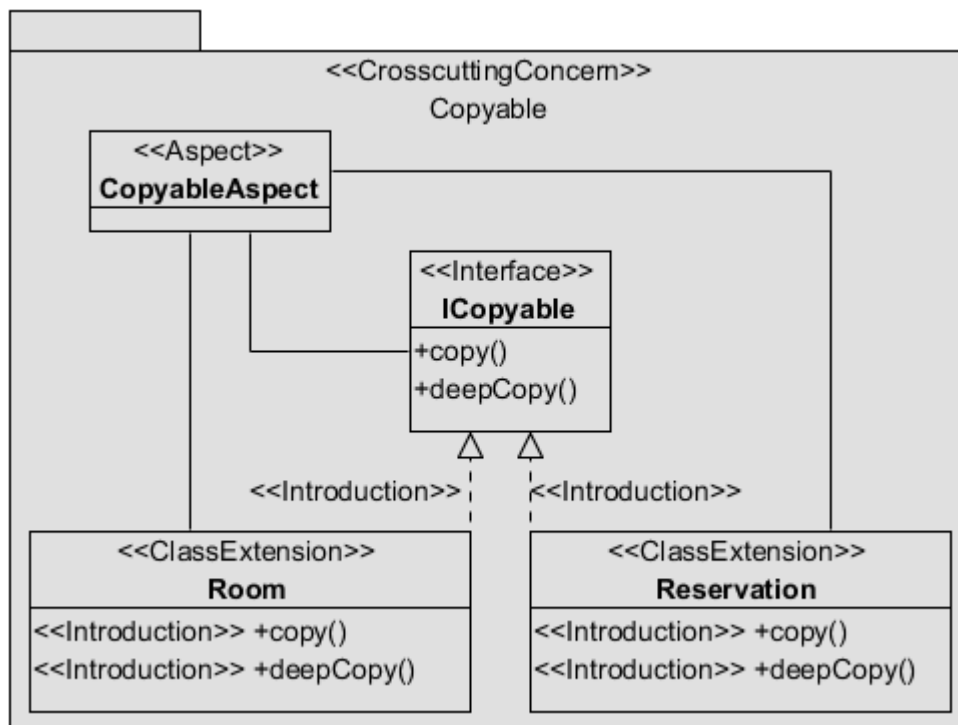 <<CrosscuttingConcern>>
Copyable
<<Aspect>>
CopyableAspect
<<Interface>>
ICopyable
+copy()
+deepCopy()
<<Introduction>>
<<Introduction>>
<<ClassExtension>>
Room
<<Introduction>> +copy()
<<Introduction>> +deepCopy()
<<ClassExtension>>
Reservation
<<Introduction>> +copy()
<<Introduction>> +deepCopy()